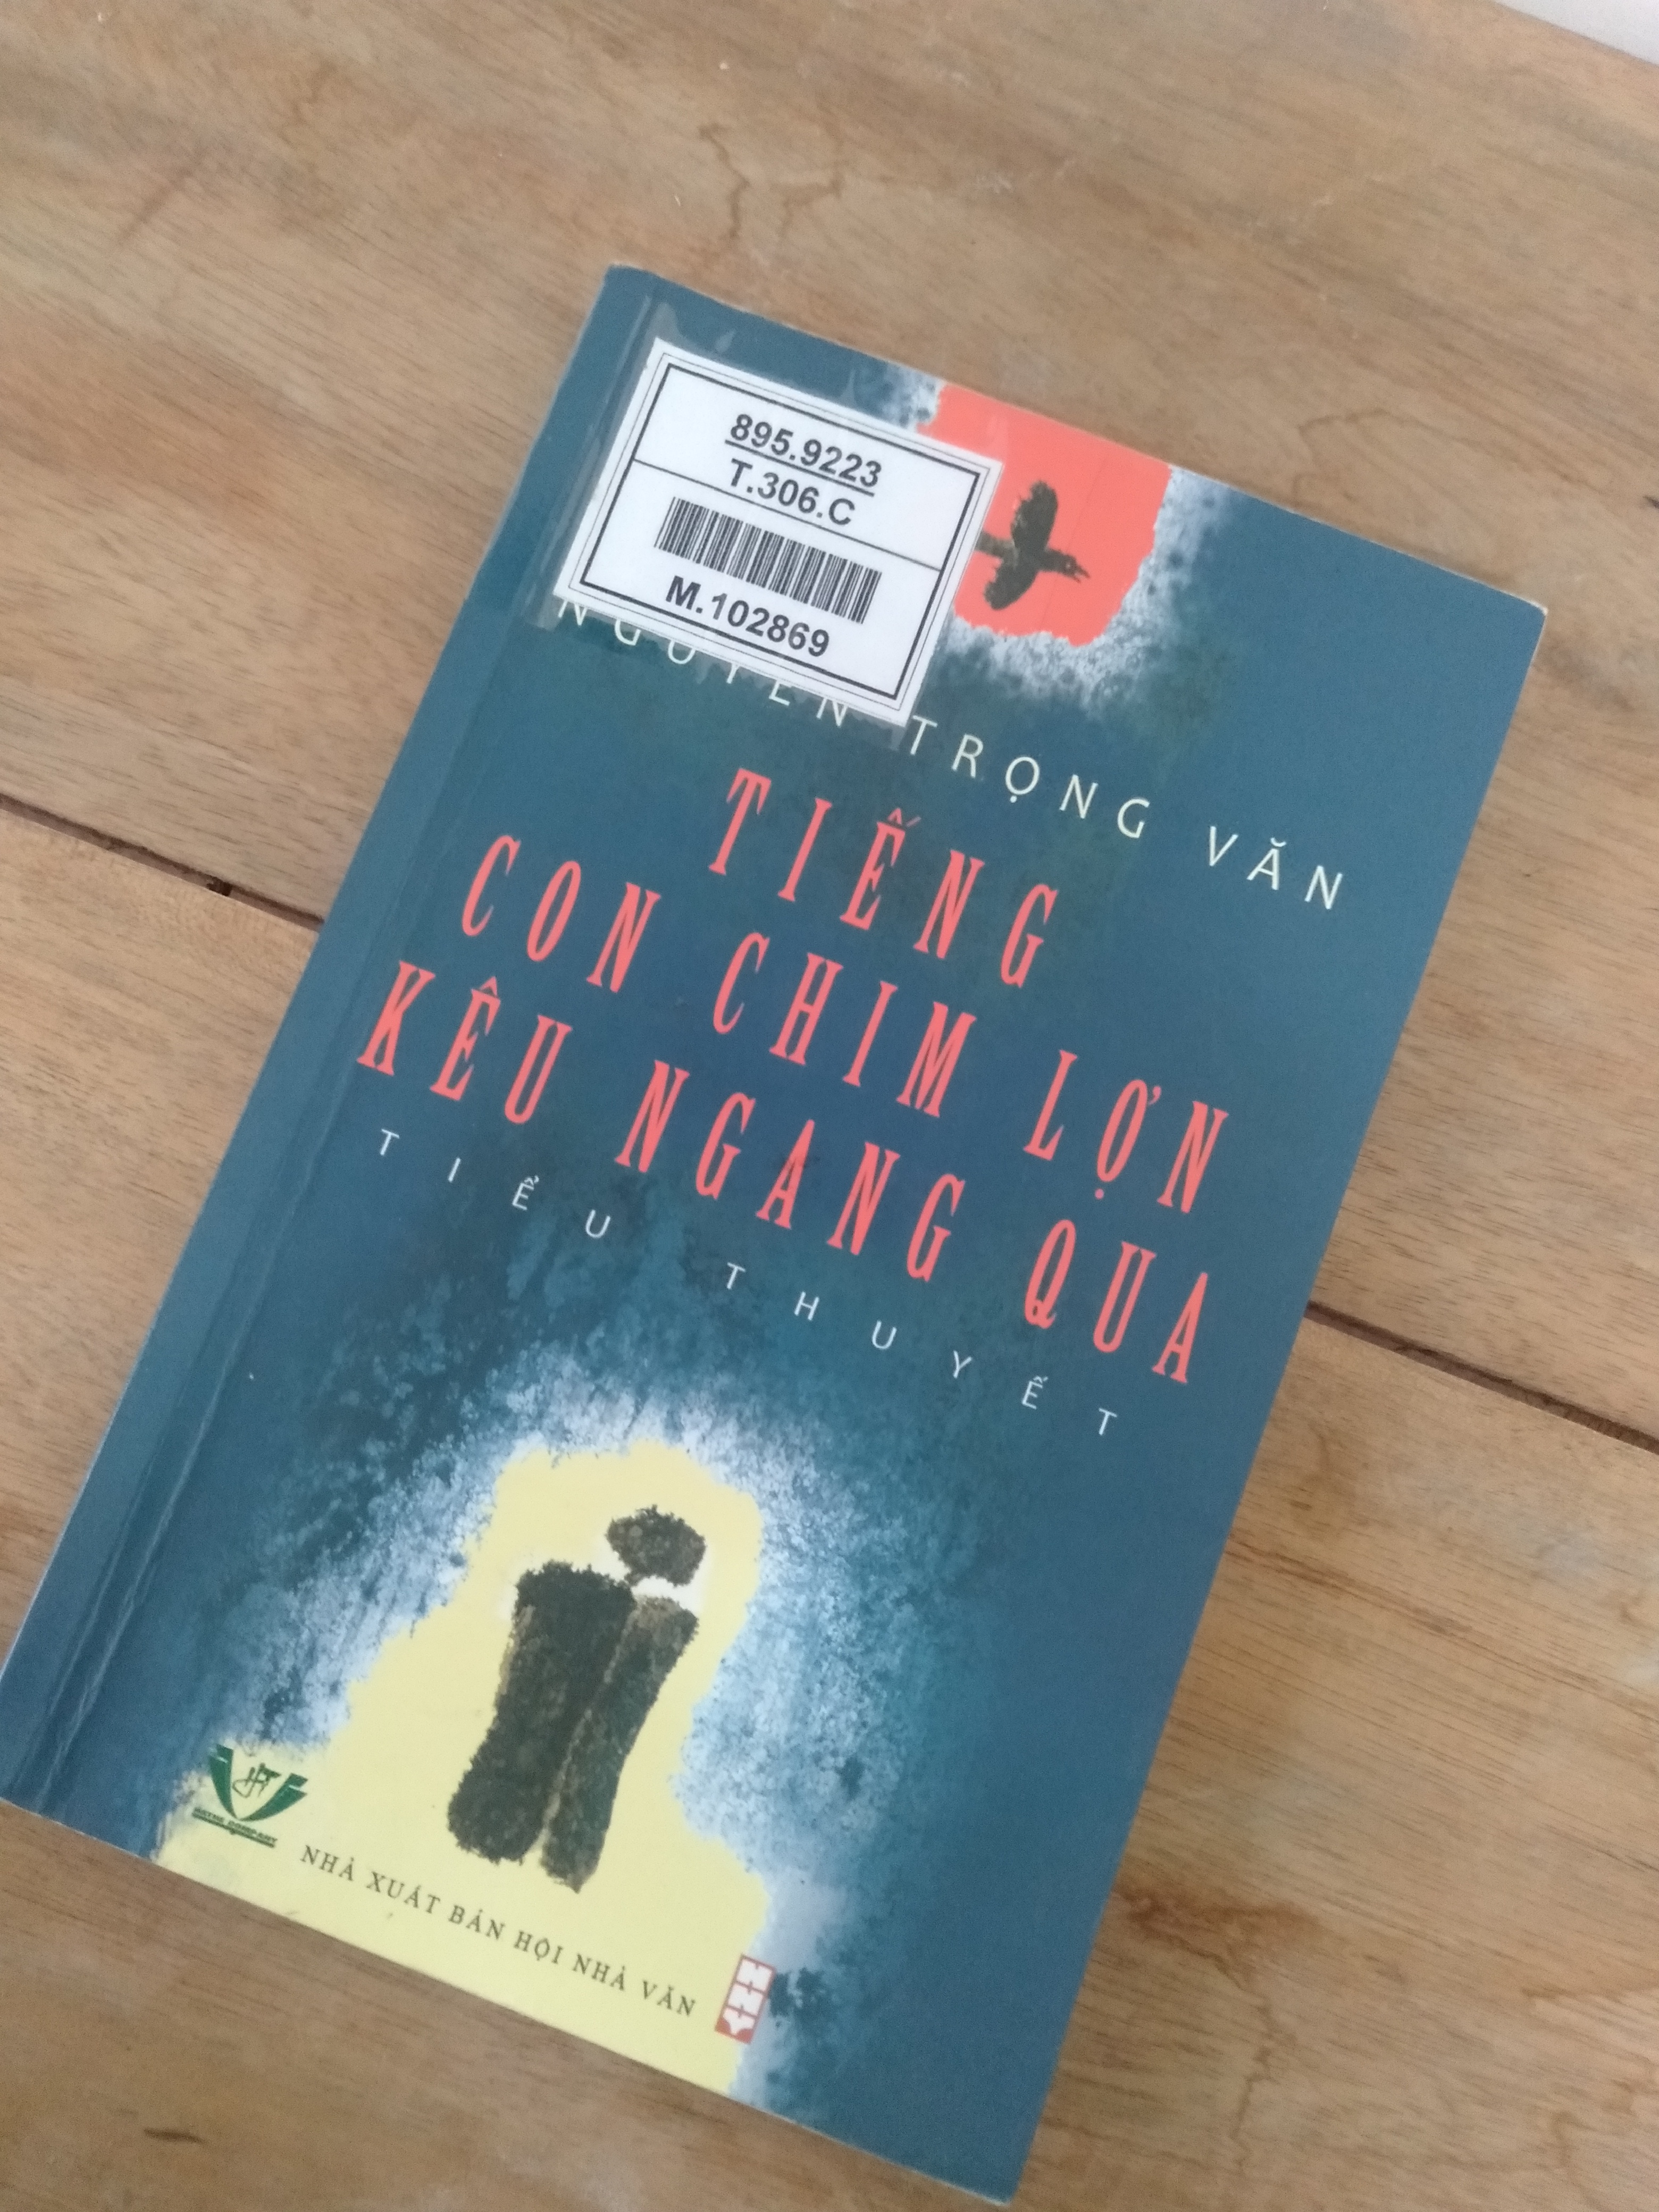 895.9223
T.306.C
M.102869
NGUYỄN TRỌNG VĂN
TIẾNG
CON CHIM LỢN
KÊU NGANG QUA
TIỂU THUYẾT
NHÀ XUẤT BẢN HỘI NHÀ VĂN